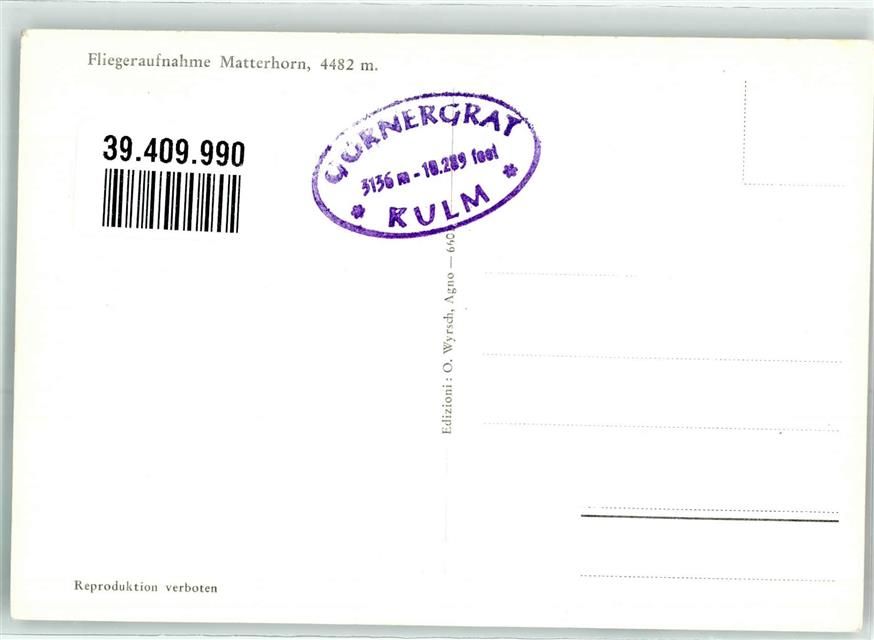 Fliegeraufnahme Matterhorn, 4482 m.
39.409.990
GORNERGRAT
3136 m - 10.289 feet
* KULM *
Edizioni: O. Wyrsch, Agno — 660
Reproduktion verboten